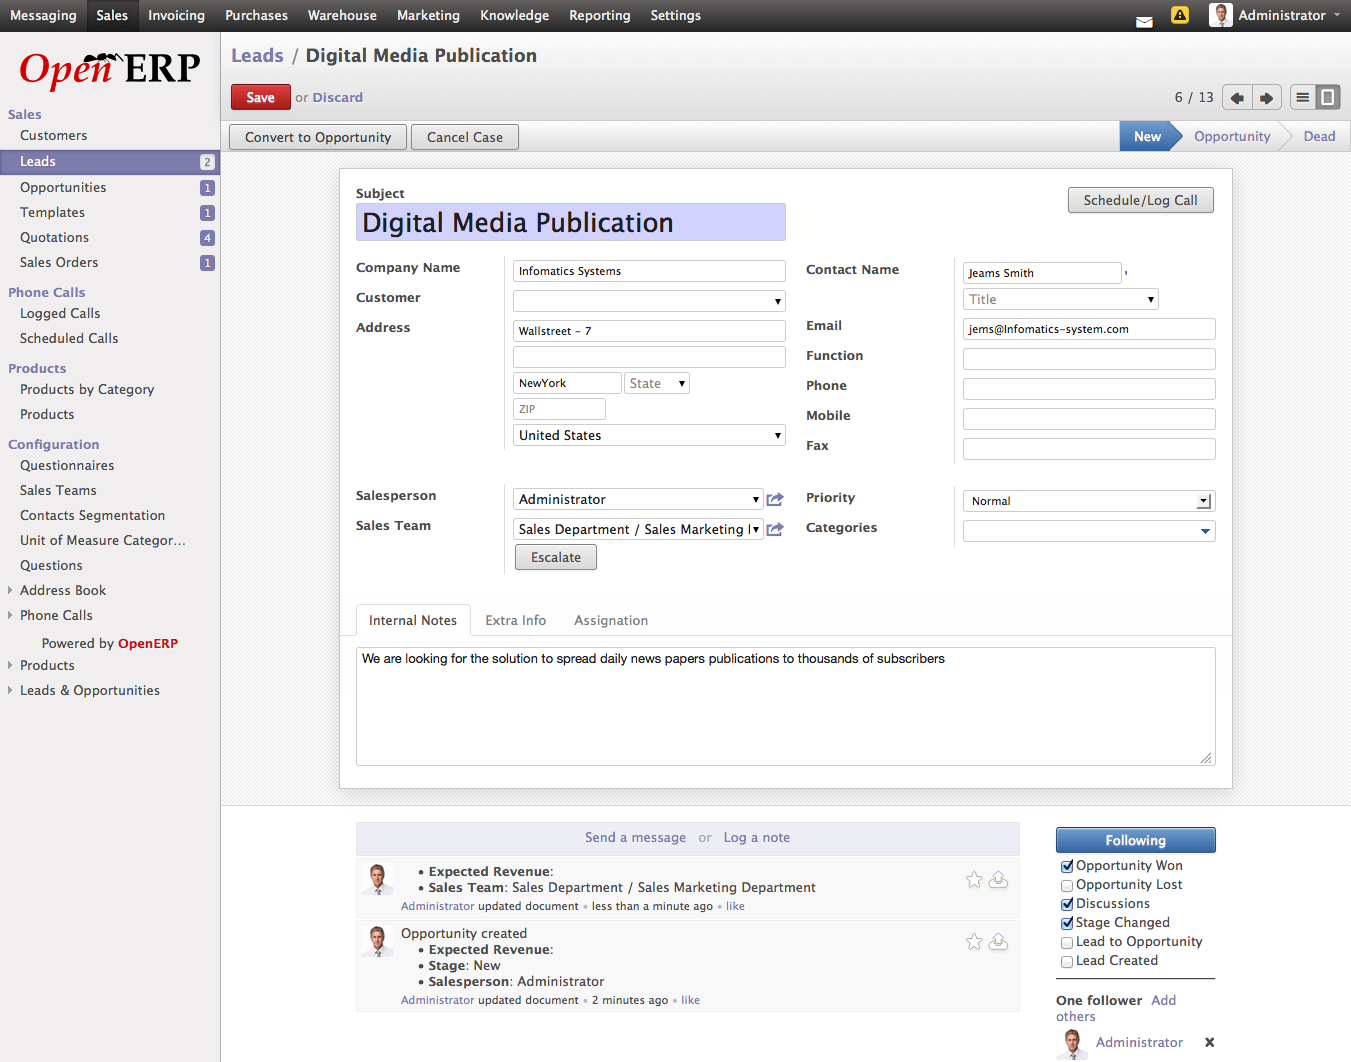 Messaging Sales Invoicing Purchases Warehouse Marketing Knowledge Reporting Settings Administrator
OpenERP
Sales
Customers
Leads 2
Opportunities 1
Templates 1
Quotations 4
Sales Orders 1
Phone Calls
Logged Calls
Scheduled Calls
Products
Products by Category
Products
Configuration
Questionnaires
Sales Teams
Contacts Segmentation
Unit of Measure Categor...
Questions
Address Book
Phone Calls
Powered by OpenERP
Products
Leads & Opportunities
Leads / Digital Media Publication
Save or Discard
6 / 13
Convert to Opportunity Cancel Case
New Opportunity Dead
Subject
Digital Media Publication
Schedule/Log Call
Company Name Infomatics Systems
Customer
Address Wallstreet - 7
NewYork State
ZIP
United States
Contact Name Jeams Smith ,
Title
Email jems@Infomatics-system.com
Function
Phone
Mobile
Fax
Salesperson Administrator
Sales Team Sales Department / Sales Marketing
Escalate
Priority Normal
Categories
Internal Notes Extra Info Assignation
We are looking for the solution to spread daily news papers publications to thousands of subscribers
Send a message or Log a note
• Expected Revenue:
• Sales Team: Sales Department / Sales Marketing Department
Administrator updated document • less than a minute ago • like
Opportunity created
• Expected Revenue:
• Stage: New
• Salesperson: Administrator
Administrator updated document • 2 minutes ago • like
Following
Opportunity Won
Opportunity Lost
Discussions
Stage Changed
Lead to Opportunity
Lead Created
One follower Add
others
Administrator x